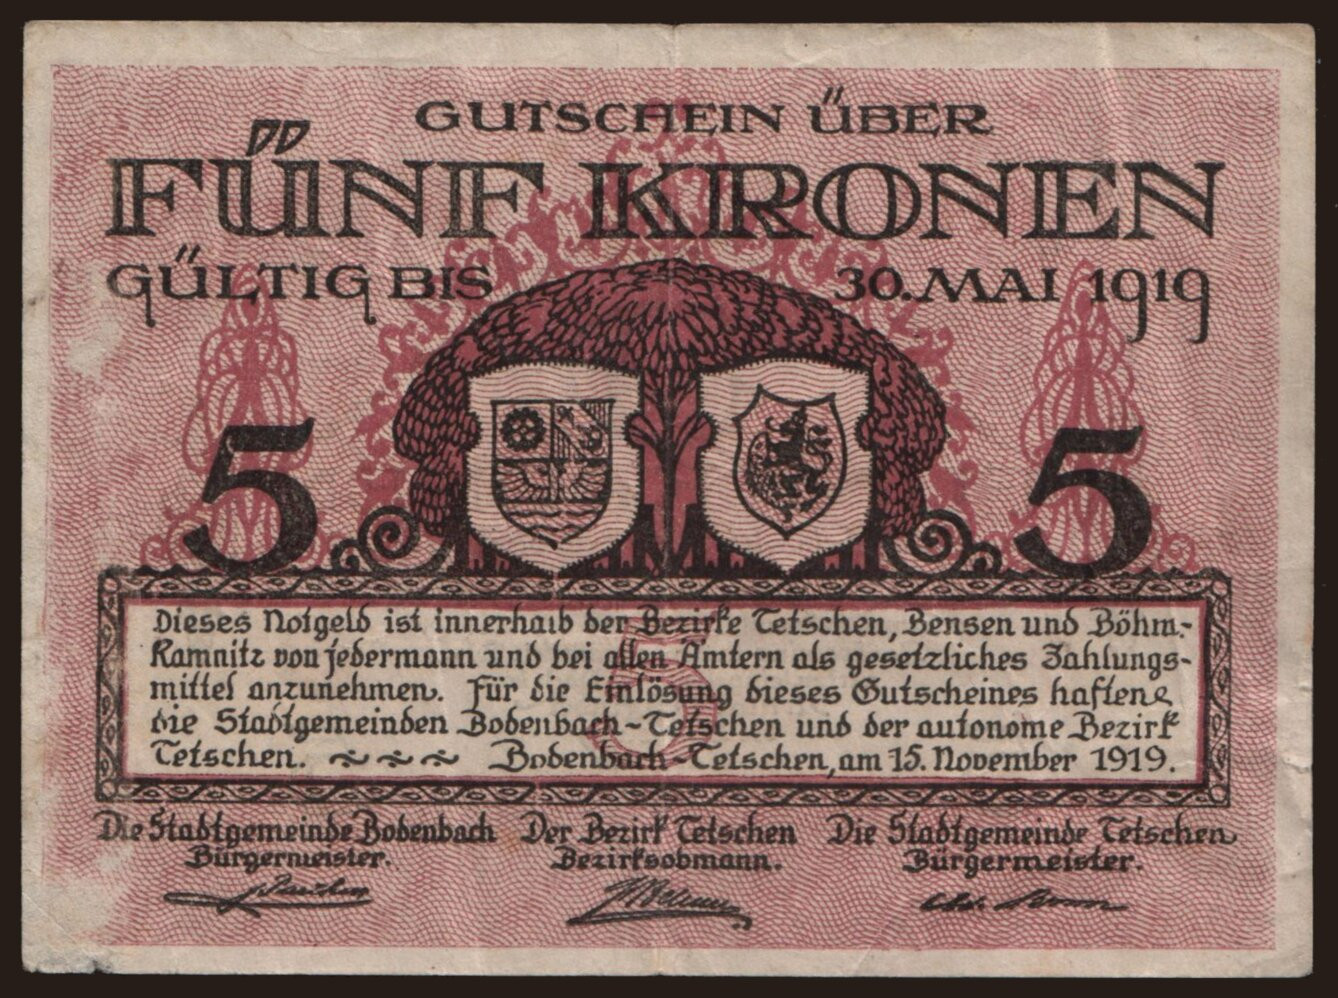 GUTSCHEIN ÜBER
FÜNF KRONEN
GÜLTIG BIS 30. MAI 1919
5 5
Dieses Notgeld ist innerhalb der Bezirke Tetschen, Bensen und Böhm.-
Kamnitz von jedermann und bei allen Ämtern als gesetzliches Zahlungs-
mittel anzunehmen. Für die Einlösung dieses Gutscheines haften
die Stadtgemeinden Bodenbach-Tetschen und der autonome Bezirk
Tetschen. ~ ~ ~ Bodenbach-Tetschen, am 15. November 1919.
5
Die Stadtgemeinde Bodenbach Der Bezirk Tetschen Die Stadtgemeinde Tetschen
Bürgermeister. Bezirksobmann. Bürgermeister.